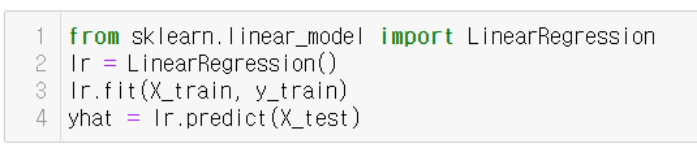 1 from sklearn.linear_model import LinearRegression
2 lr = LinearRegression()
3 lr.fit(X_train, y_train)
4 yhat = lr.predict(X_test)